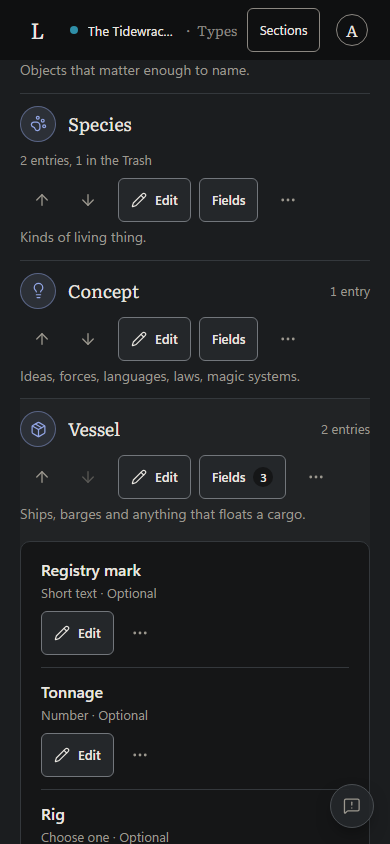 L
The Tidewrac... · Types
Sections
A
Objects that matter enough to name.
Species
2 entries, 1 in the Trash
Edit
Fields
Kinds of living thing.
Concept
1 entry
Edit
Fields
Ideas, forces, languages, laws, magic systems.
Vessel
2 entries
Edit
Fields 3
Ships, barges and anything that floats a cargo.
Registry mark
Short text · Optional
Edit
Tonnage
Number · Optional
Edit
Rig
Choose one · Optional